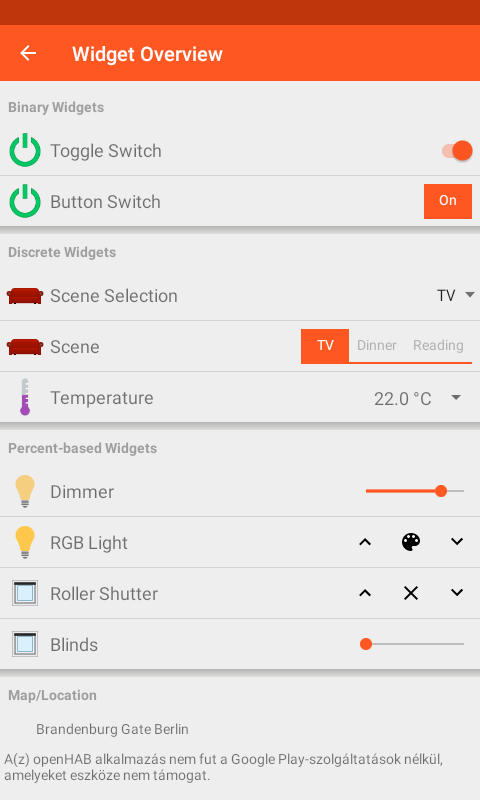 Widget Overview
Binary Widgets
Toggle Switch
Button Switch
On
Discrete Widgets
Scene Selection
TV
Scene
TV
Dinner
Reading
Temperature
22.0 °C
Percent-based Widgets
Dimmer
RGB Light
Roller Shutter
Blinds
Map/Location
Brandenburg Gate Berlin
A(z) openHAB alkalmazás nem fut a Google Play-szolgáltatások nélkül,
amelyeket eszköze nem támogat.